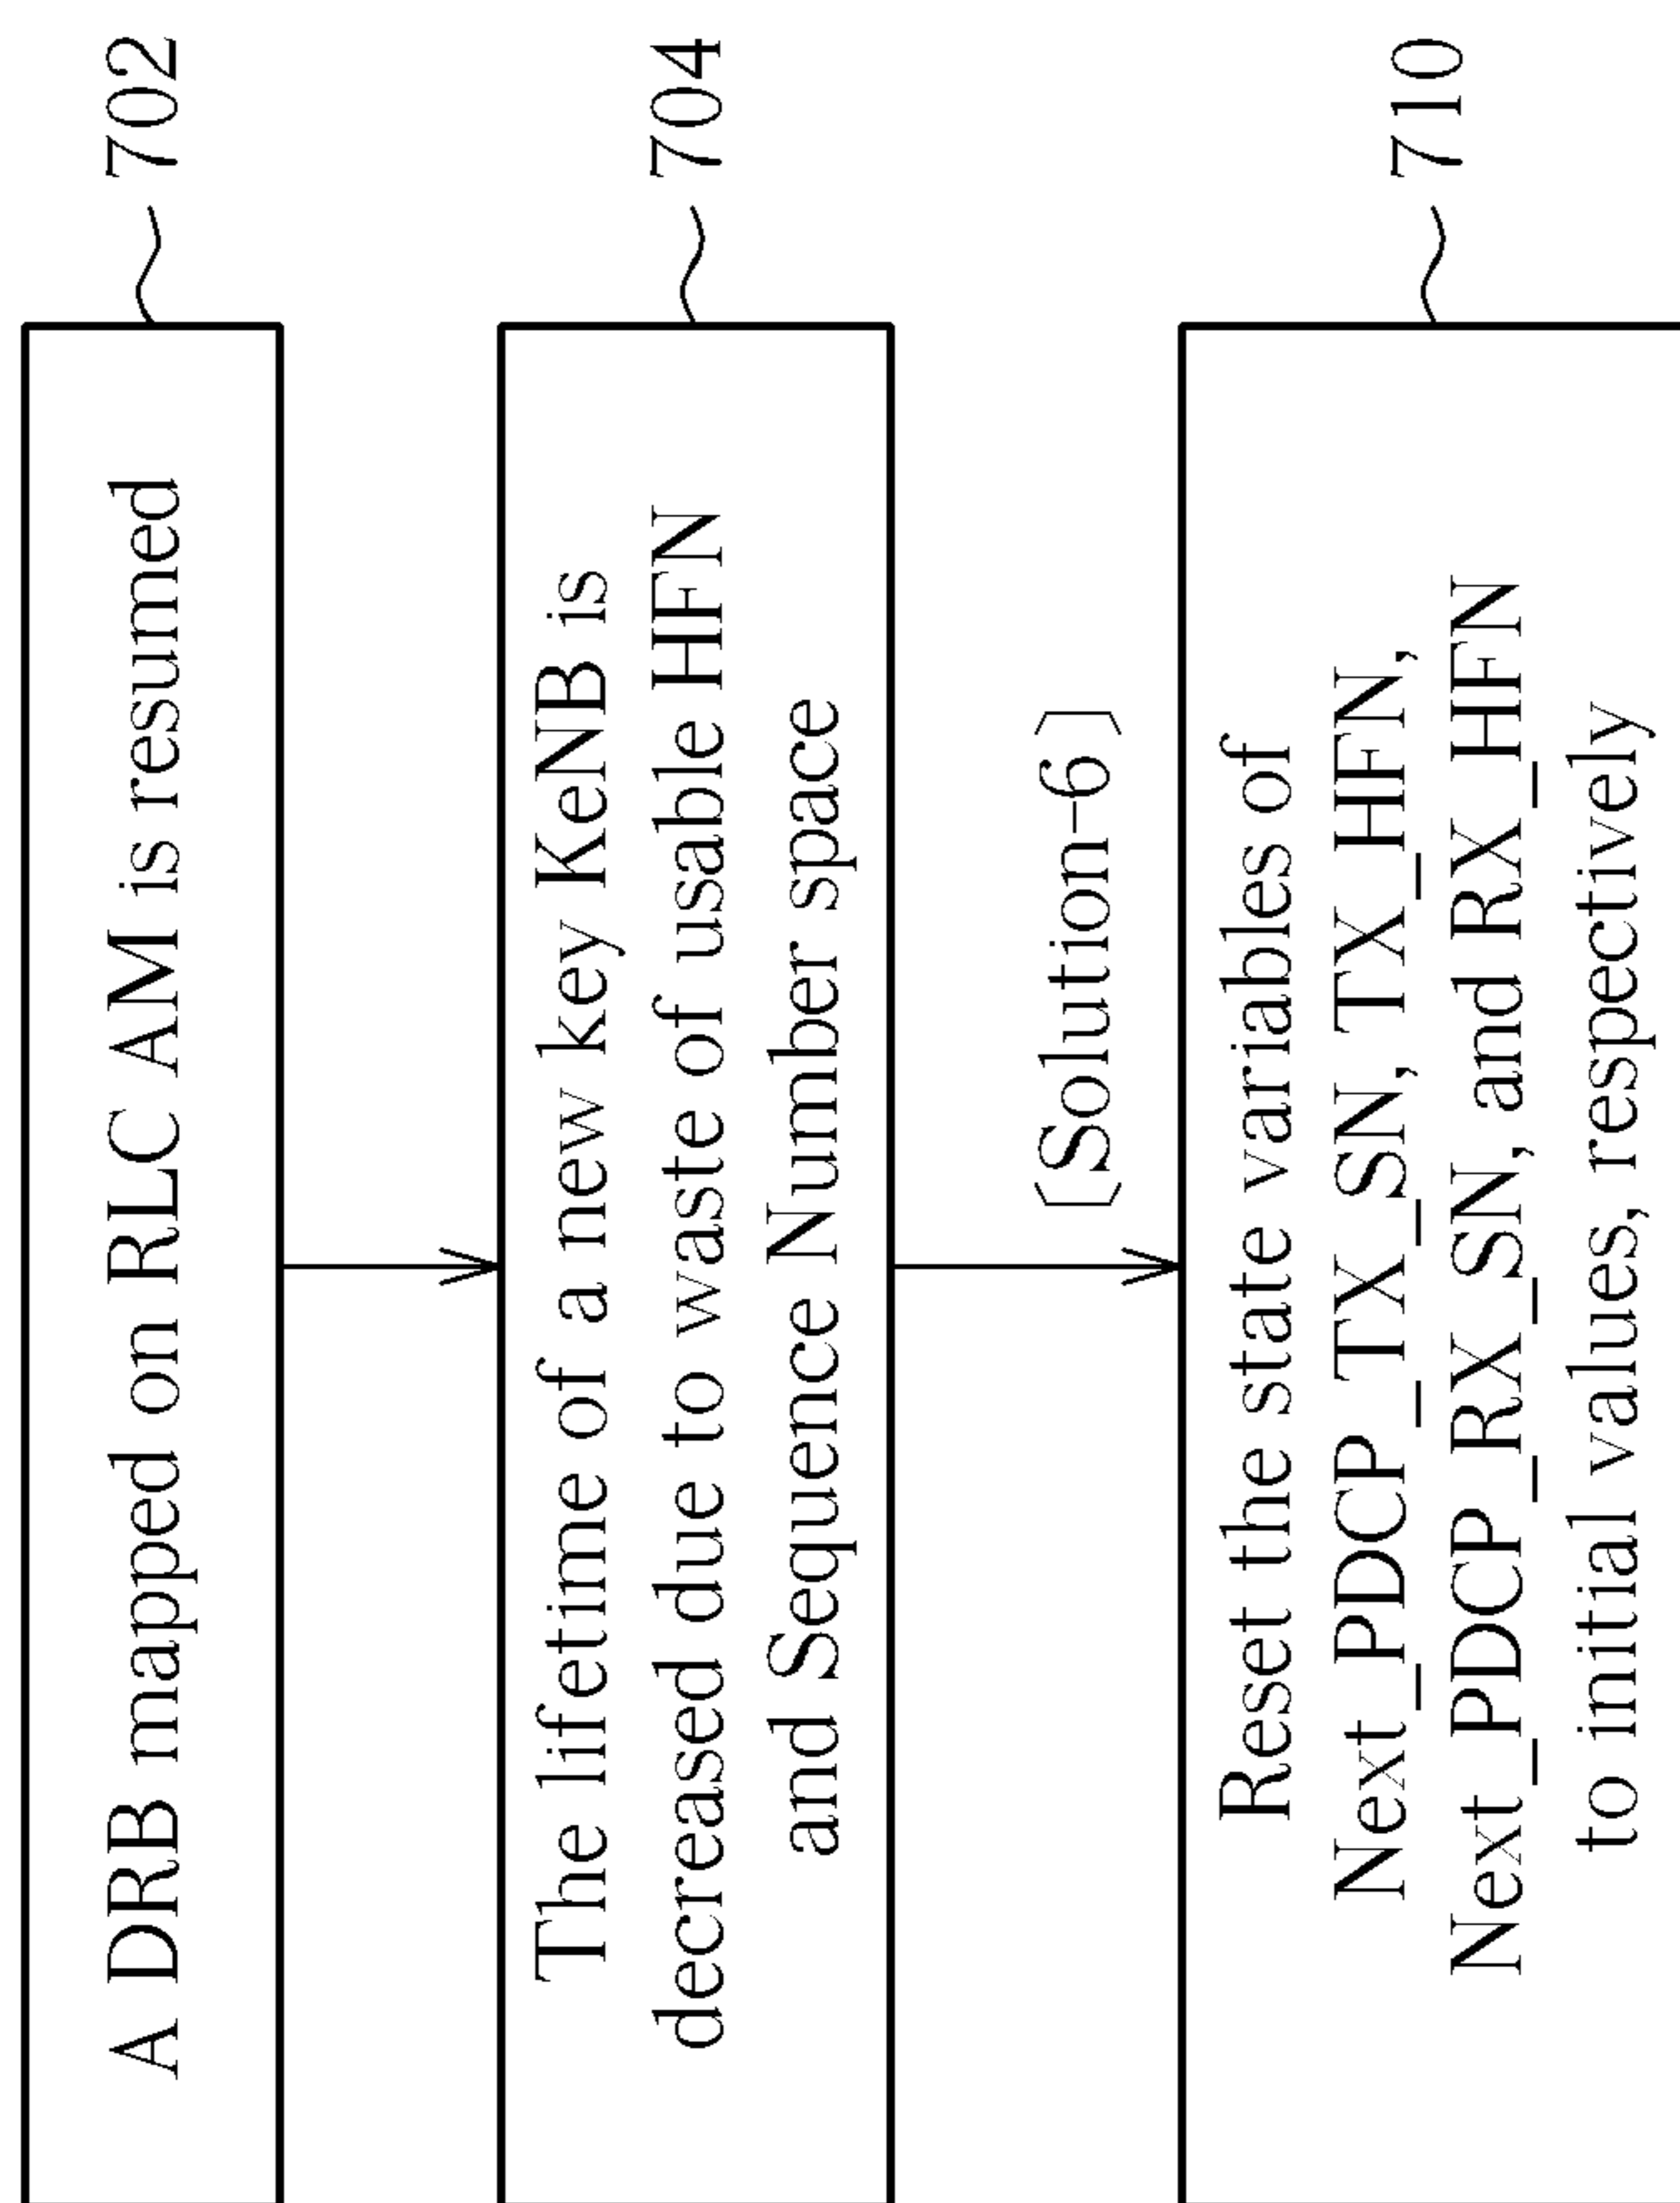 A DRB mapped on RLC AM is resumed
702
The lifetime of a new key KeNB is
decreased due to waste of usable HFN
and Sequence Number space
704
(Solution-6)
Reset the state variables of
Next_PDCP_TX_SN, TX_HFN,
Next_PDCP_RX_SN, and RX_HFN
to initial values, respectively
710